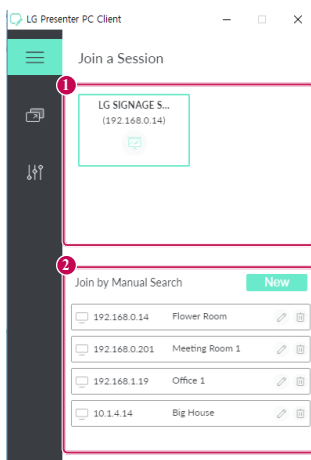 LG Presenter PC Client
Join a Session
1
LG SIGNAGE S...
(192.168.0.14)
2
Join by Manual Search New
192.168.0.14 Flower Room
192.168.0.201 Meeting Room 1
192.168.1.19 Office 1
10.1.4.14 Big House